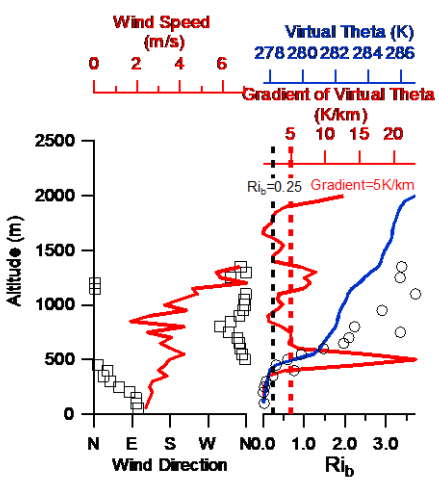 Wind Speed
(m/s)
0 2 4 6
Virtual Theta (K)
278 280 282 284 286
Gradient of Virtual Theta
(K/km)
5 10 15 20
Ri_b=0.25 Gradient=5K/km
Altitude (m)
2500
2000
1500
1000
500
0
N E S W N
Wind Direction
0.0 1.0 2.0 3.0
Ri_b